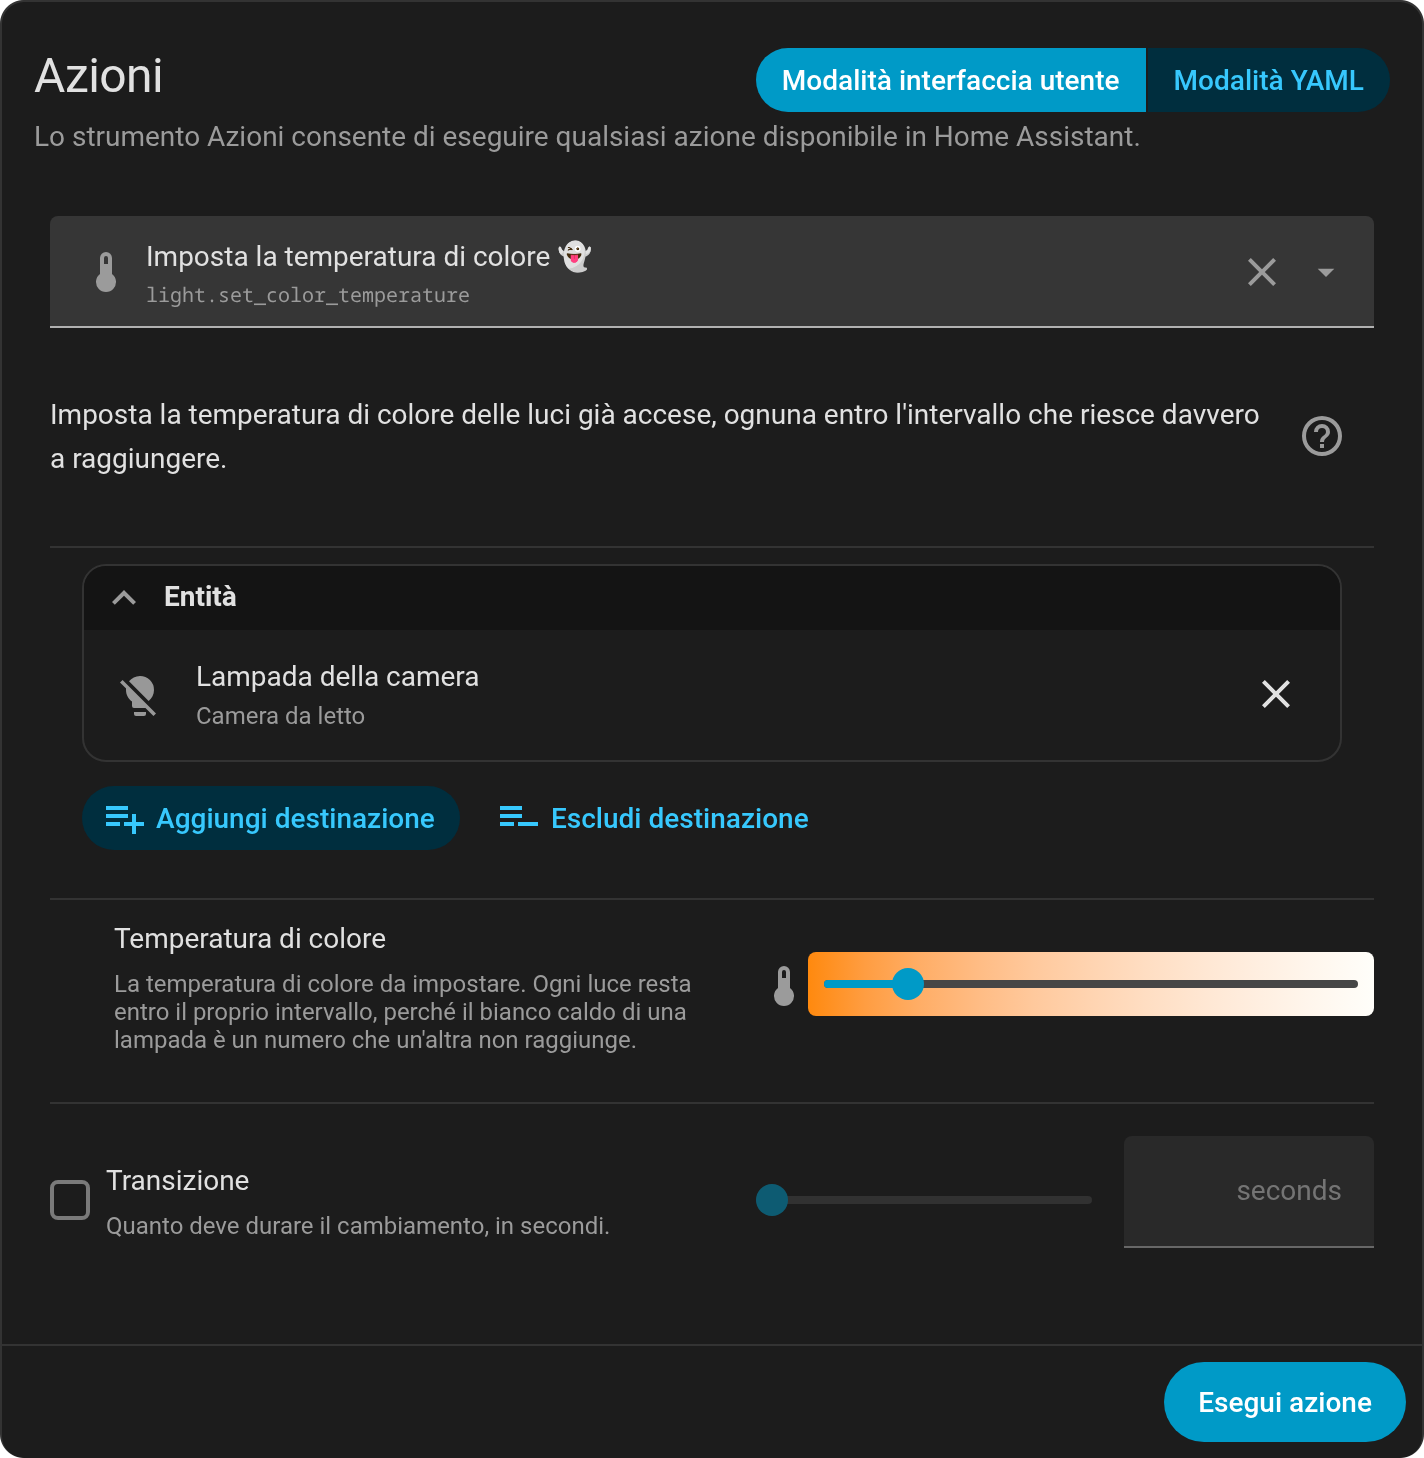 Azioni
Modalità interfaccia utente
Modalità YAML
Lo strumento Azioni consente di eseguire qualsiasi azione disponibile in Home Assistant.
Imposta la temperatura di colore 👻
light.set_color_temperature
Imposta la temperatura di colore delle luci già accese, ognuna entro l'intervallo che riesce davvero
a raggiungere.
Entità
Lampada della camera
Camera da letto
Aggiungi destinazione
Escludi destinazione
Temperatura di colore
La temperatura di colore da impostare. Ogni luce resta
entro il proprio intervallo, perché il bianco caldo di una
lampada è un numero che un'altra non raggiunge.
Transizione
Quanto deve durare il cambiamento, in secondi.
seconds
Esegui azione